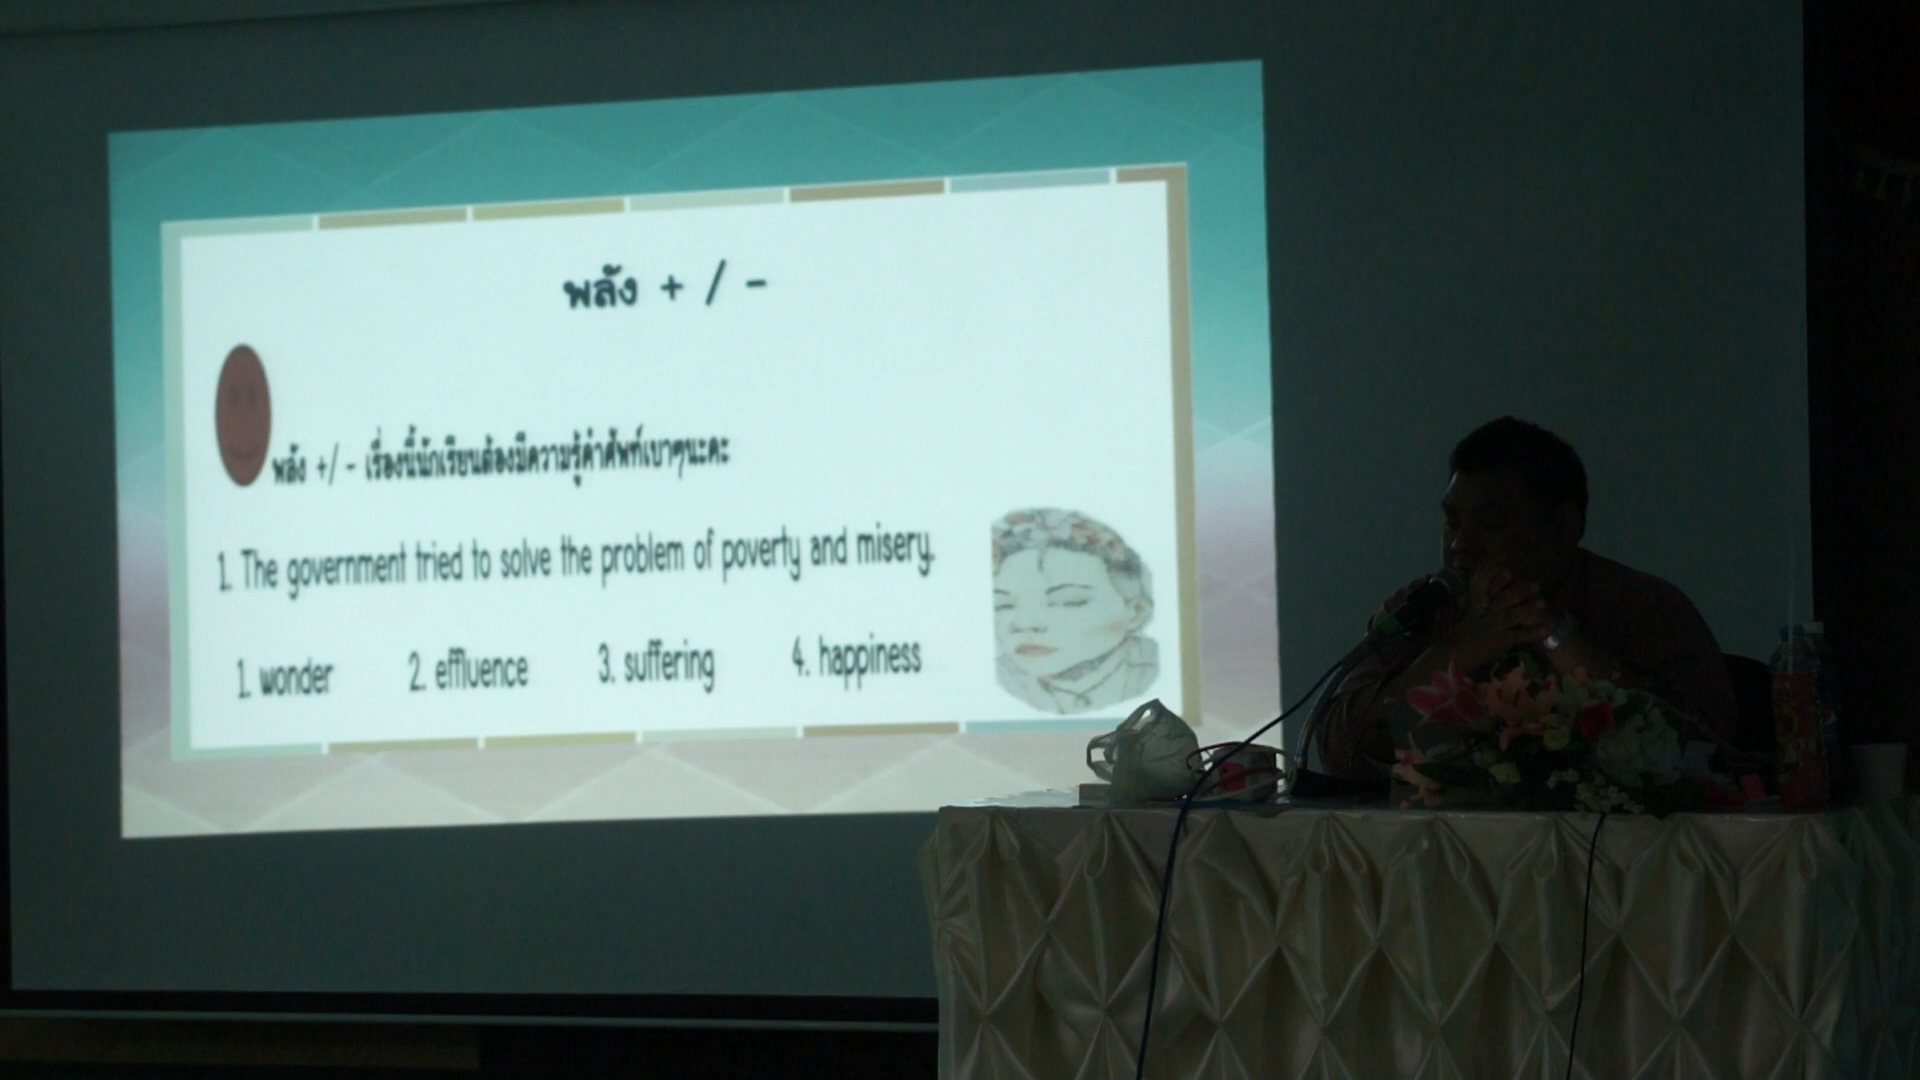 พลัง + / -
พลัง +/ - เรื่องนี้นักเรียนต้องมีความรู้คำศัพท์เบาๆนะคะ
1. The government tried to solve the problem of poverty and misery.
1. wonder 2. effluence 3. suffering 4. happiness